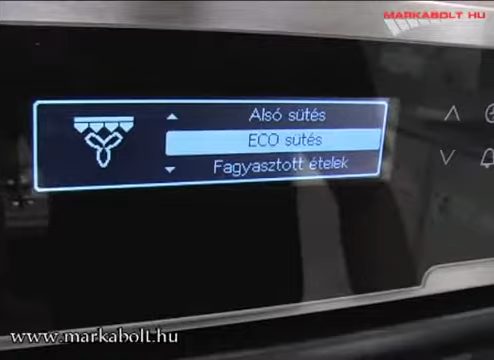 MARKABOLT.HU
Alsó sütés
ECO sütés
Fagyasztott ételek
www.markabolt.hu